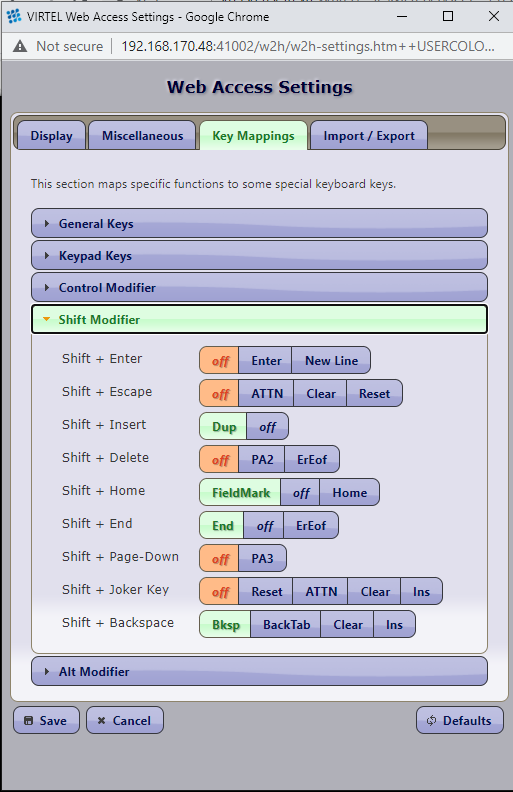 VIRTEL Web Access Settings - Google Chrome
Not secure 192.168.170.48:41002/w2h/w2h-settings.htm++USERCOLO...
Web Access Settings
Display Miscellaneous Key Mappings Import / Export
This section maps specific functions to some special keyboard keys.
General Keys
Keypad Keys
Control Modifier
Shift Modifier
Shift + Enter off Enter New Line
Shift + Escape off ATTN Clear Reset
Shift + Insert Dup off
Shift + Delete off PA2 ErEof
Shift + Home FieldMark off Home
Shift + End End off ErEof
Shift + Page-Down off PA3
Shift + Joker Key off Reset ATTN Clear Ins
Shift + Backspace Bksp BackTab Clear Ins
Alt Modifier
Save Cancel Defaults